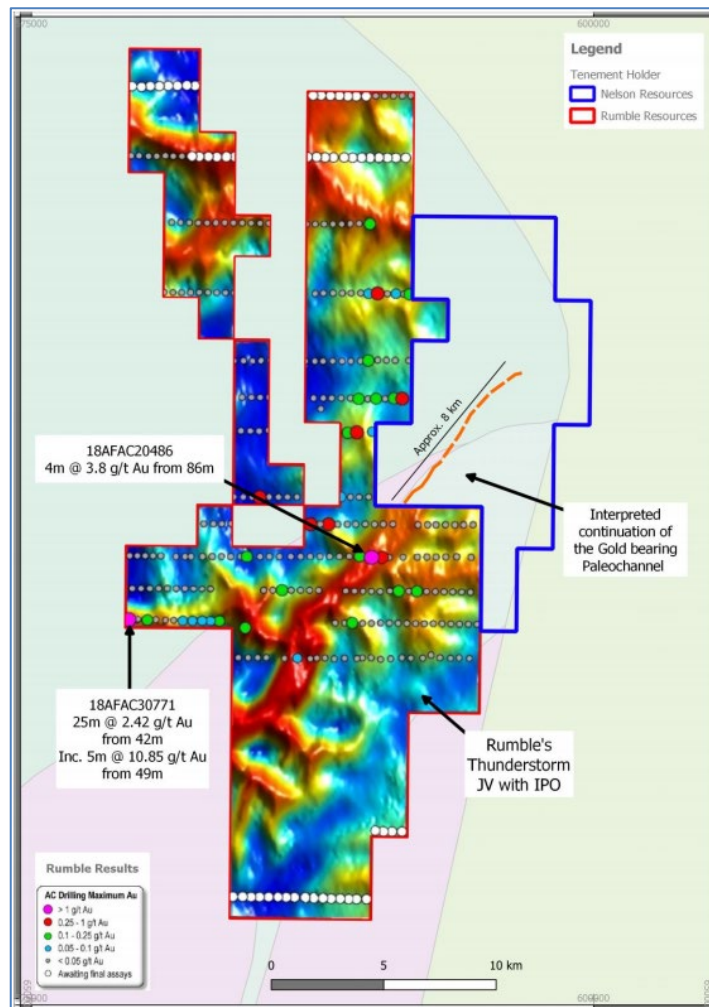 75000
600000
Legend
Tenement Holder
Nelson Resources
Rumble Resources
Approx. 8 km
18AFAC20486
4m @ 3.8 g/t Au from 86m
Interpreted
continuation of
the Gold bearing
Paleochannel
18AFAC30771
25m @ 2.42 g/t Au
from 42m
Inc. 5m @ 10.85 g/t Au
from 49m
Rumble's
Thunderstorm
JV with IPO
Rumble Results
AC Drilling Maximum Au
> 1 g/t Au
0.25 - 1 g/t Au
0.1 - 0.25 g/t Au
0.05 - 0.1 g/t Au
< 0.05 g/t Au
Awaiting final assays
0
5
10 km